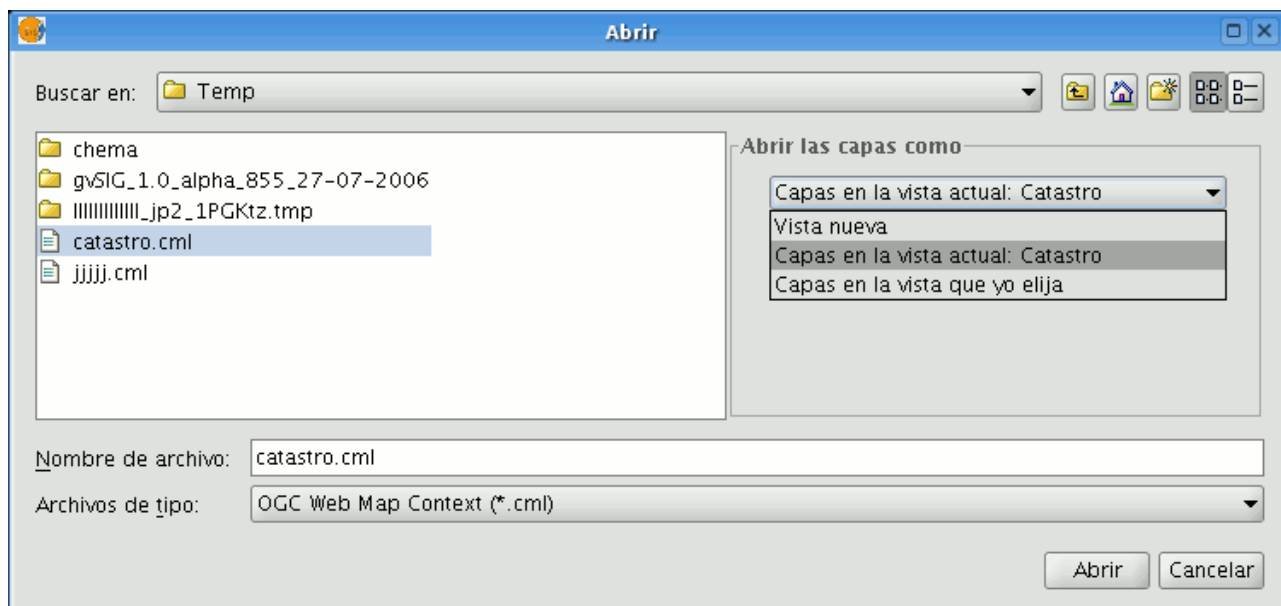 Abrir
Buscar en: Temp
chema
gvSIG_1.0_alpha_855_27-07-2006
catastro.cml
jjjjj.cml
Abrir las capas como
Capas en la vista actual: Catastro
Vista nueva
Capas en la vista actual: Catastro
Capas en la vista que yo elija
Nombre de archivo: catastro.cml
Archivos de tipo: OGC Web Map Context (*.cml)
Abrir Cancelar